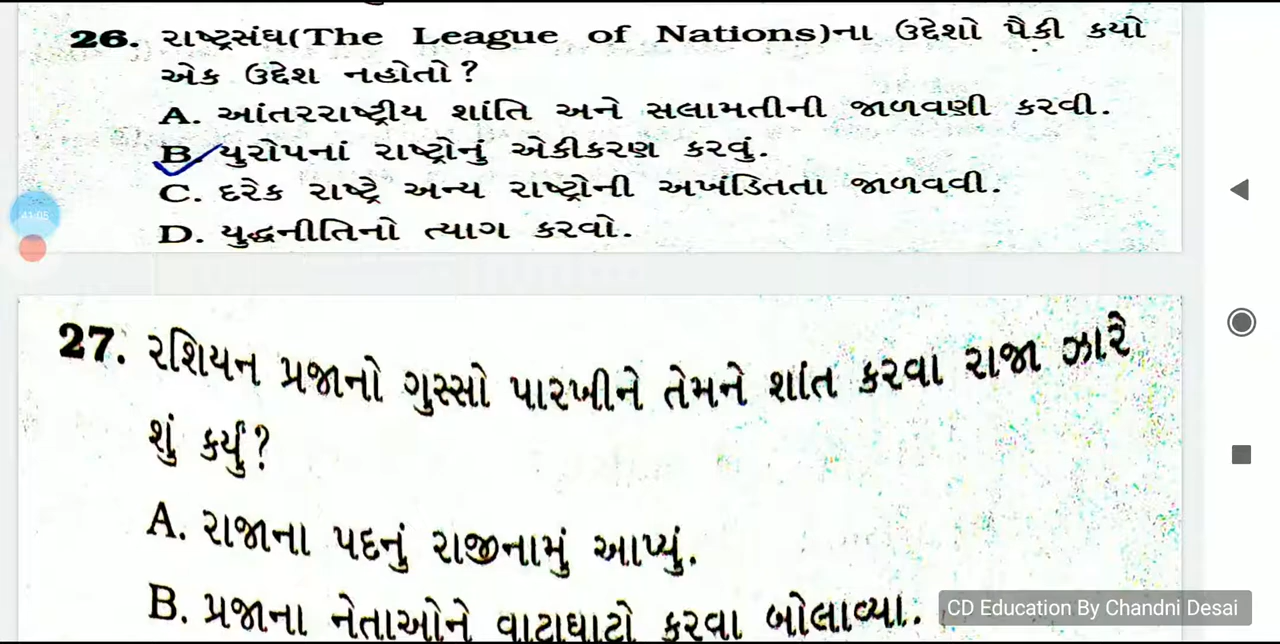 26. રાષ્ટ્રસંઘ(The League of Nations)ના ઉદ્દેશો પૈકી કયો
એક ઉદ્દેશ નહોતો?
A. આંતરરાષ્ટ્રીય શાંતિ અને સલામતીની જાળવણી કરવી.
B. યુરોપનાં રાષ્ટ્રોનું એકીકરણ કરવું.
C. દરેક રાષ્ટ્રે અન્ય રાષ્ટ્રોની અખંડિતતા જાળવવી.
41:05
D. યુદ્ધનીતિનો ત્યાગ કરવો.
27. રશિયન પ્રજાનો ગુસ્સો પારખીને તેમને શાંત કરવા રાજા ઝારે
શું કર્યું?
A. રાજાના પદનું રાજીનામું આપ્યું.
B. પ્રજાના નેતાઓને વાટાઘાટો કરવા બોલાવ્યા.
CD Education By Chandni Desai